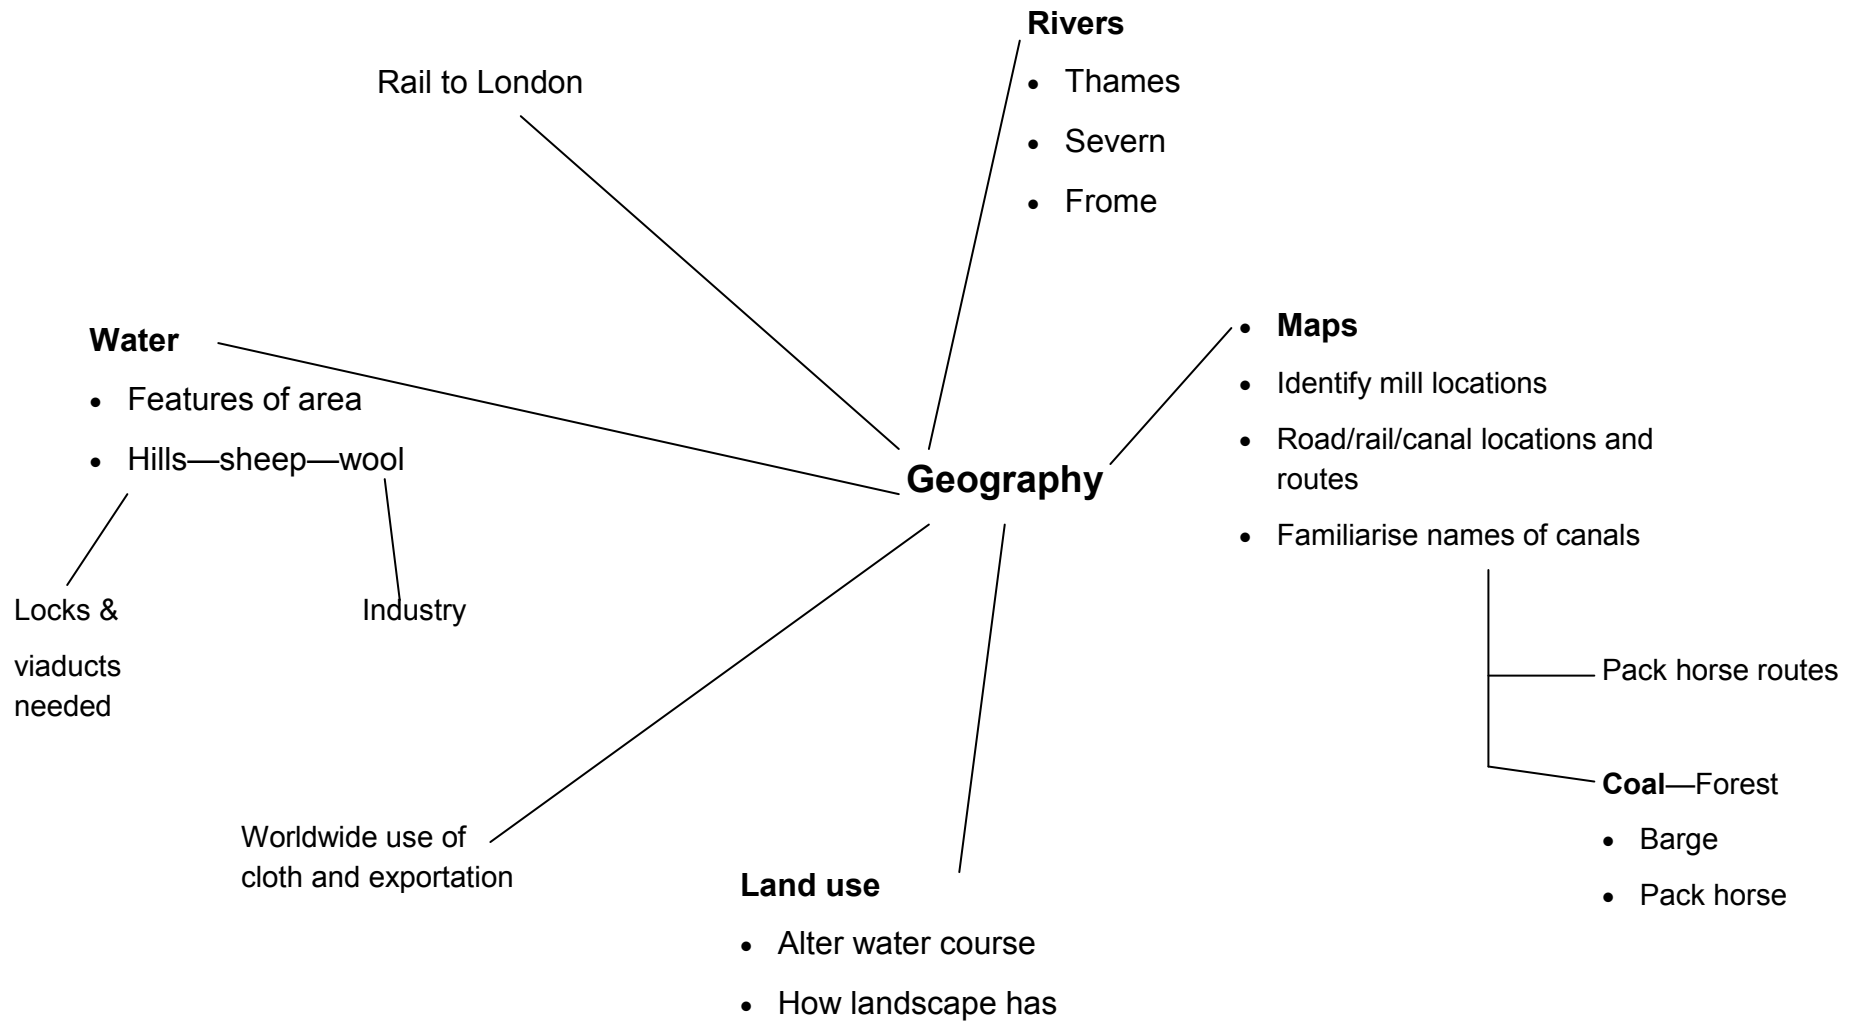 Rivers
• Thames
• Severn
• Frome
Rail to London
Water
• Features of area
• Hills—sheep—wool
Locks &
viaducts
needed
Industry
Geography
• Maps
• Identify mill locations
• Road/rail/canal locations and
routes
• Familiarise names of canals
Pack horse routes
Coal—Forest
• Barge
• Pack horse
Worldwide use of
cloth and exportation
Land use
• Alter water course
• How landscape has